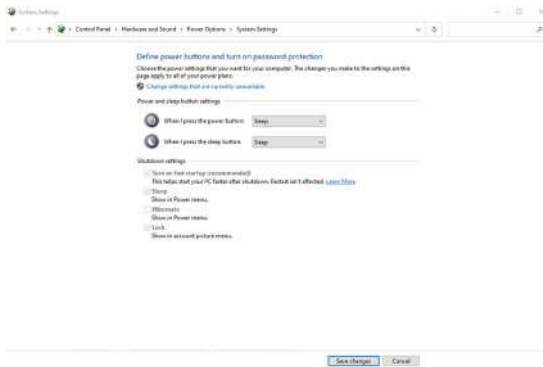 System Settings
Control Panel > Hardware and Sound > Power Options > System Settings
Define power buttons and turn on password protection
Choose the power settings that you want for your computer. The changes you make to the settings on this
page apply to all of your power plans.
Change settings that are currently unavailable
Power and sleep button settings
When I press the power button: Sleep
When I press the sleep button: Sleep
Shutdown settings
Turn on fast startup (recommended)
This helps start your PC faster after shutdown. Restart isn't affected. Learn More
Sleep
Show in Power menu.
Hibernate
Show in Power menu.
Lock
Show in account picture menu.
Save changes Cancel